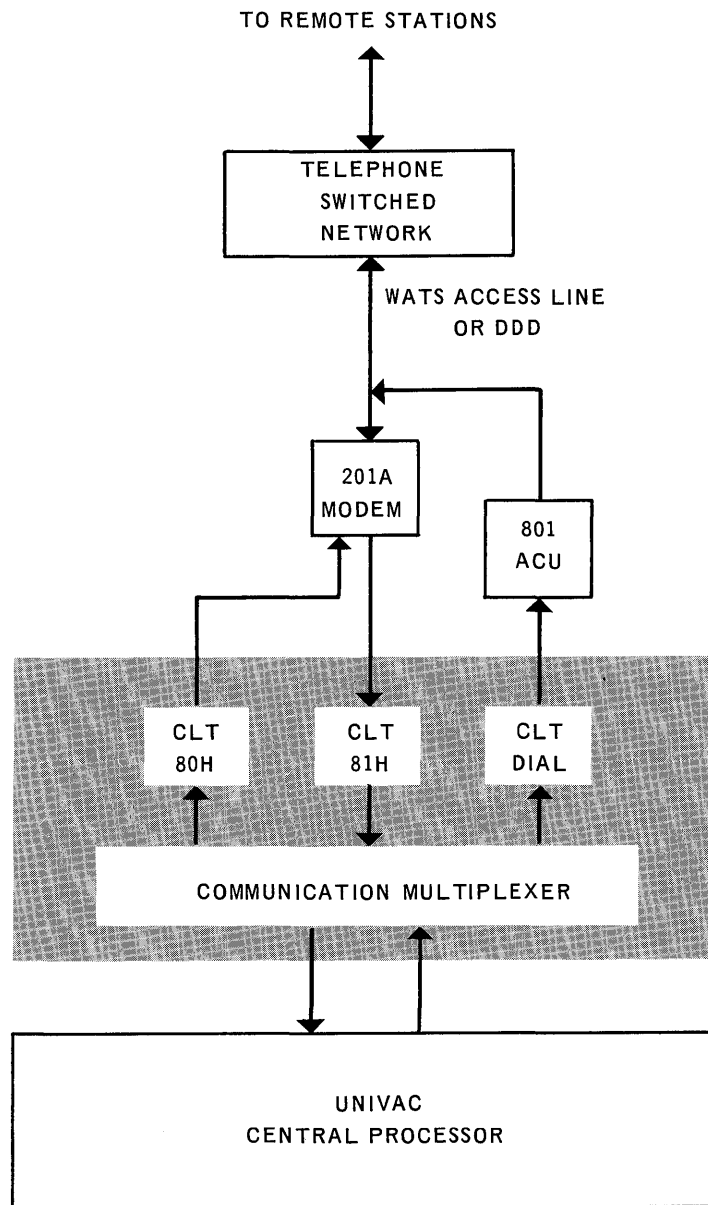 TO REMOTE STATIONS
TELEPHONE
SWITCHED
NETWORK
WATS ACCESS LINE
OR DDD
201A
MODEM
801
ACU
CLT
80H
CLT
81H
CLT
DIAL
COMMUNICATION MULTIPLEXER
UNIVAC
CENTRAL PROCESSOR